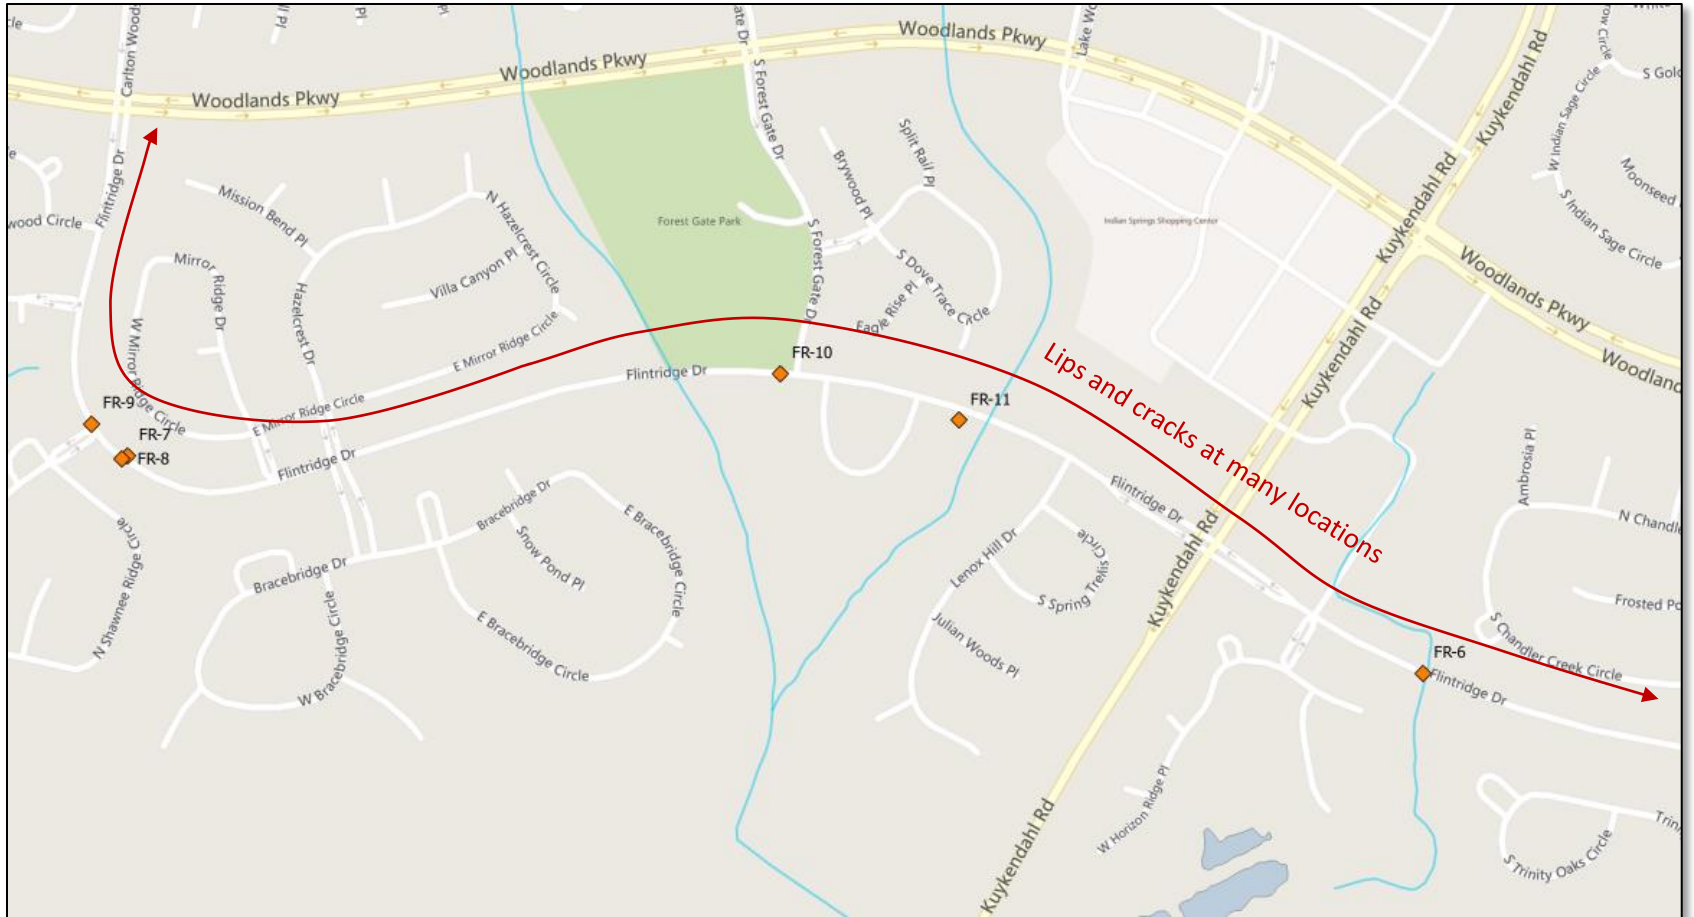 Woodlands Pkwy
Woodlands Pkwy
Woodlands Pkwy
Carlton Woods
Flintridge Dr
wood Circle
Mission Bend Pl
Mirror Ridge Dr
W Mirror Ridge Circle
Hazelcrest Dr
Villa Canyon Pl
N Hazelcrest Circle
E Mirror Ridge Circle
E Mirror Ridge Circle
Forest Gate Park
S Forest Gate Dr
S Forest Gate Dr
Brywood Pl
Split Rail Pl
S Dove Trace Circle
Eagle Rise Pl
Indian Springs Shopping Center
Lake Wo
Kuykendahl Rd
Kuykendahl Rd
Kuykendahl Rd
W Indian Sage Circle
S Indian Sage Circle
S Gold
Moonseed
Woodlands Pkwy
Woodland
FR-9
FR-7
FR-8
FR-10
FR-11
FR-6
Lips and cracks at many locations
Flintridge Dr
Flintridge Dr
Flintridge Dr
Flintridge Dr
N Shawnee Ridge Circle
Bracebridge Dr
Bracebridge Dr
Snow Pond Pl
E Bracebridge Circle
E Bracebridge Circle
W Bracebridge Circle
Lenox Hill Dr
S Spring Trellis Circle
Julian Woods Pl
Kuykendahl Rd
Kuykendahl Rd
W Horizon Ridge Pl
Ambrosia Pl
N Chandle
Frosted Po
S Chandler Creek Circle
S Trinity Oaks Circle
Trin